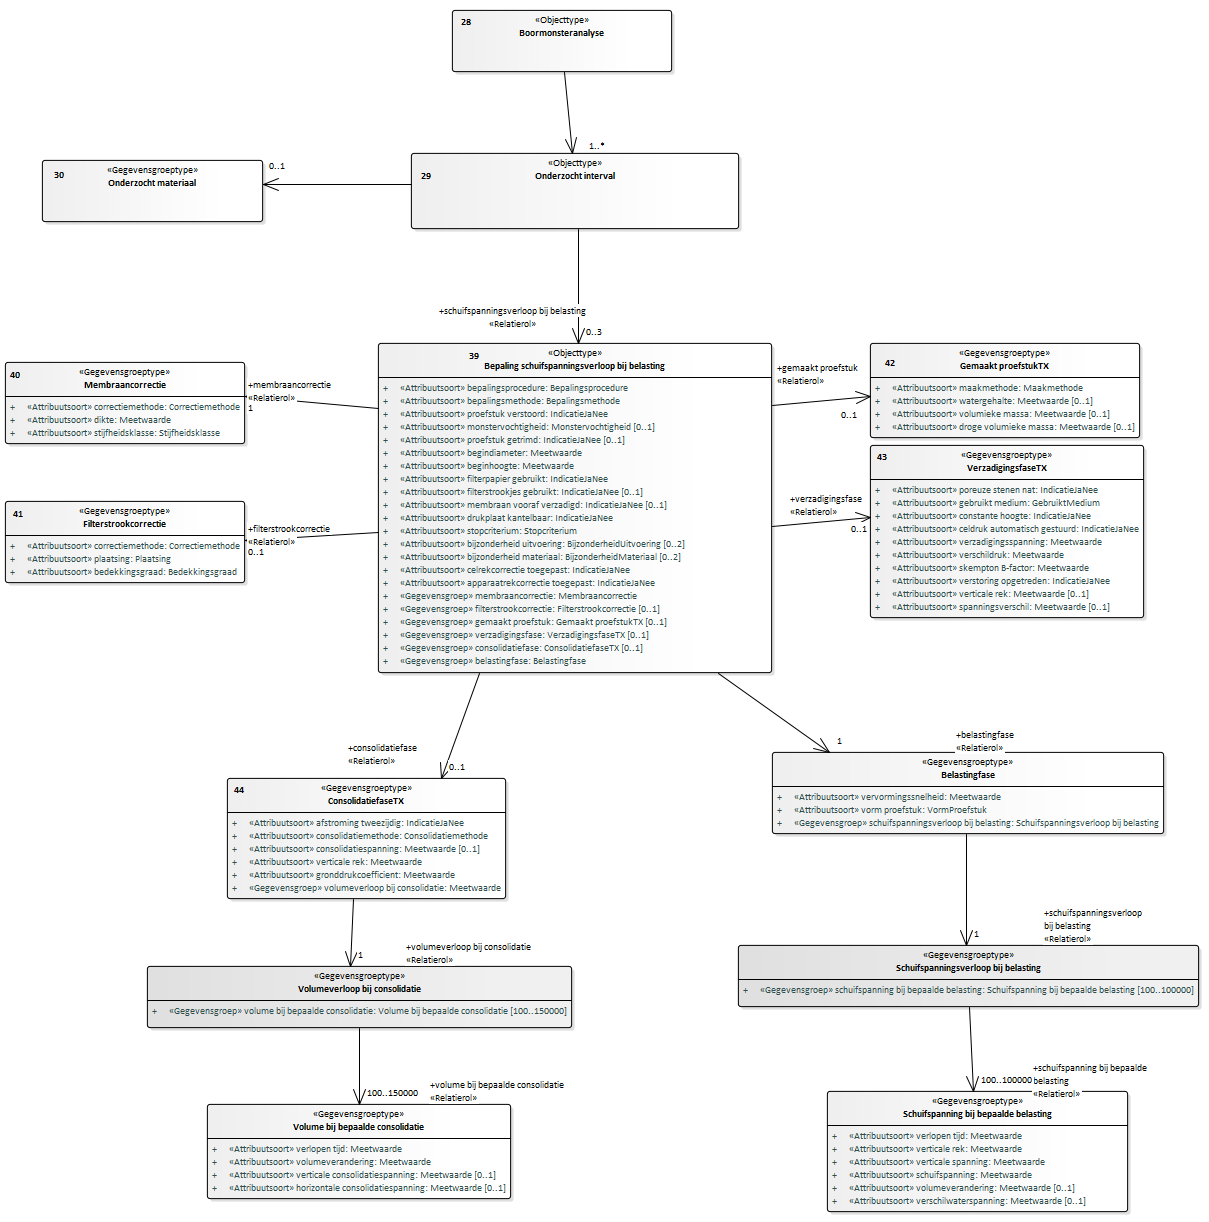 28
«Objecttype»
Boormonsteranalyse
1..*
30
«Gegevensgroeptype»
Onderzocht materiaal
0..1
29
«Objecttype»
Onderzocht interval
+schuifspanningsverloop bij belasting
«Relatierol»
0..3
40
«Gegevensgroeptype»
Membraancorrectie
+ «Attribuutsoort» correctiemethode: Correctiemethode
+ «Attribuutsoort» dikte: Meetwaarde
+ «Attribuutsoort» stijfheidsklasse: Stijfheidsklasse
+membraancorrectie
«Relatierol»
1
41
«Gegevensgroeptype»
Filterstrookcorrectie
+ «Attribuutsoort» correctiemethode: Correctiemethode
+ «Attribuutsoort» plaatsing: Plaatsing
+ «Attribuutsoort» bedekkingsgraad: Bedekkingsgraad
+filterstrookcorrectie
«Relatierol»
0..1
39
«Objecttype»
Bepaling schuifspanningsverloop bij belasting
+ «Attribuutsoort» bepalingsprocedure: Bepalingsprocedure
+ «Attribuutsoort» bepalingsmethode: Bepalingsmethode
+ «Attribuutsoort» proefstuk verstoord: IndicatieJaNee
+ «Attribuutsoort» monstervochtigheid: Monstervochtigheid [0..1]
+ «Attribuutsoort» proefstuk getrimd: IndicatieJaNee [0..1]
+ «Attribuutsoort» begindiameter: Meetwaarde
+ «Attribuutsoort» beginhoogte: Meetwaarde
+ «Attribuutsoort» filterpapier gebruikt: IndicatieJaNee
+ «Attribuutsoort» filterstrookjes gebruikt: IndicatieJaNee [0..1]
+ «Attribuutsoort» membraan vooraf verzadigd: IndicatieJaNee [0..1]
+ «Attribuutsoort» drukplaat kantelbaar: IndicatieJaNee
+ «Attribuutsoort» stopcriterium: Stopcriterium
+ «Attribuutsoort» bijzonderheid uitvoering: BijzonderheidUitvoering [0..2]
+ «Attribuutsoort» bijzonderheid materiaal: BijzonderheidMateriaal [0..2]
+ «Attribuutsoort» celrekcorrectie toegepast: IndicatieJaNee
+ «Attribuutsoort» apparaatrekcorrectie toegepast: IndicatieJaNee
+ «Gegevensgroep» membraancorrectie: Membraancorrectie
+ «Gegevensgroep» filterstrookcorrectie: Filterstrookcorrectie [0..1]
+ «Gegevensgroep» gemaakt proefstuk: Gemaakt proefstukTX [0..1]
+ «Gegevensgroep» verzadigingsfase: VerzadigingsfaseTX [0..1]
+ «Gegevensgroep» consolidatiefase: ConsolidatiefaseTX [0..1]
+ «Gegevensgroep» belastingfase: Belastingfase
+gemaakt proefstuk
«Relatierol»
0..1
42
«Gegevensgroeptype»
Gemaakt proefstukTX
+ «Attribuutsoort» maakmethode: Maakmethode
+ «Attribuutsoort» watergehalte: Meetwaarde [0..1]
+ «Attribuutsoort» volumieke massa: Meetwaarde [0..1]
+ «Attribuutsoort» droge volumieke massa: Meetwaarde [0..1]
+verzadigingsfase
«Relatierol»
0..1
43
«Gegevensgroeptype»
VerzadigingsfaseTX
+ «Attribuutsoort» poreuze stenen nat: IndicatieJaNee
+ «Attribuutsoort» gebruikt medium: GebruiktMedium
+ «Attribuutsoort» constante hoogte: IndicatieJaNee
+ «Attribuutsoort» celdruk automatisch gestuurd: IndicatieJaNee
+ «Attribuutsoort» verzadigingsspanning: Meetwaarde
+ «Attribuutsoort» verschildruk: Meetwaarde
+ «Attribuutsoort» skempton B-factor: Meetwaarde
+ «Attribuutsoort» verstoring opgetreden: IndicatieJaNee
+ «Attribuutsoort» verticale rek: Meetwaarde [0..1]
+ «Attribuutsoort» spanningsverschil: Meetwaarde [0..1]
+consolidatiefase
«Relatierol»
0..1
44
«Gegevensgroeptype»
ConsolidatiefaseTX
+ «Attribuutsoort» afstroming tweezijdig: IndicatieJaNee
+ «Attribuutsoort» consolidatiemethode: Consolidatiemethode
+ «Attribuutsoort» consolidatiespanning: Meetwaarde [0..1]
+ «Attribuutsoort» verticale rek: Meetwaarde
+ «Attribuutsoort» gronddrukcoefficient: Meetwaarde
+ «Gegevensgroep» volumeverloop bij consolidatie: Meetwaarde
+belastingfase
«Relatierol»
1
«Gegevensgroeptype»
Belastingfase
+ «Attribuutsoort» vervormingssnelheid: Meetwaarde
+ «Attribuutsoort» vorm proefstuk: VormProefstuk
+ «Gegevensgroep» schuifspanningsverloop bij belasting: Schuifspanningsverloop bij belasting
+volumeverloop bij consolidatie
«Relatierol»
1
«Gegevensgroeptype»
Volumeverloop bij consolidatie
+ «Gegevensgroep» volume bij bepaalde consolidatie: Volume bij bepaalde consolidatie [100..150000]
+schuifspanningsverloop
bij belasting
«Relatierol»
1
«Gegevensgroeptype»
Schuifspanningsverloop bij belasting
+ «Gegevensgroep» schuifspanning bij bepaalde belasting: Schuifspanning bij bepaalde belasting [100..100000]
+volume bij bepaalde consolidatie
«Relatierol»
100..150000
«Gegevensgroeptype»
Volume bij bepaalde consolidatie
+ «Attribuutsoort» verlopen tijd: Meetwaarde
+ «Attribuutsoort» volumeverandering: Meetwaarde
+ «Attribuutsoort» verticale consolidatiespanning: Meetwaarde [0..1]
+ «Attribuutsoort» horizontale consolidatiespanning: Meetwaarde [0..1]
+schuifspanning bij bepaalde
belasting
«Relatierol»
100..100000
«Gegevensgroeptype»
Schuifspanning bij bepaalde belasting
+ «Attribuutsoort» verlopen tijd: Meetwaarde
+ «Attribuutsoort» verticale rek: Meetwaarde
+ «Attribuutsoort» verticale spanning: Meetwaarde
+ «Attribuutsoort» schuifspanning: Meetwaarde
+ «Attribuutsoort» volumeverandering: Meetwaarde [0..1]
+ «Attribuutsoort» verschilwaterspanning: Meetwaarde [0..1]